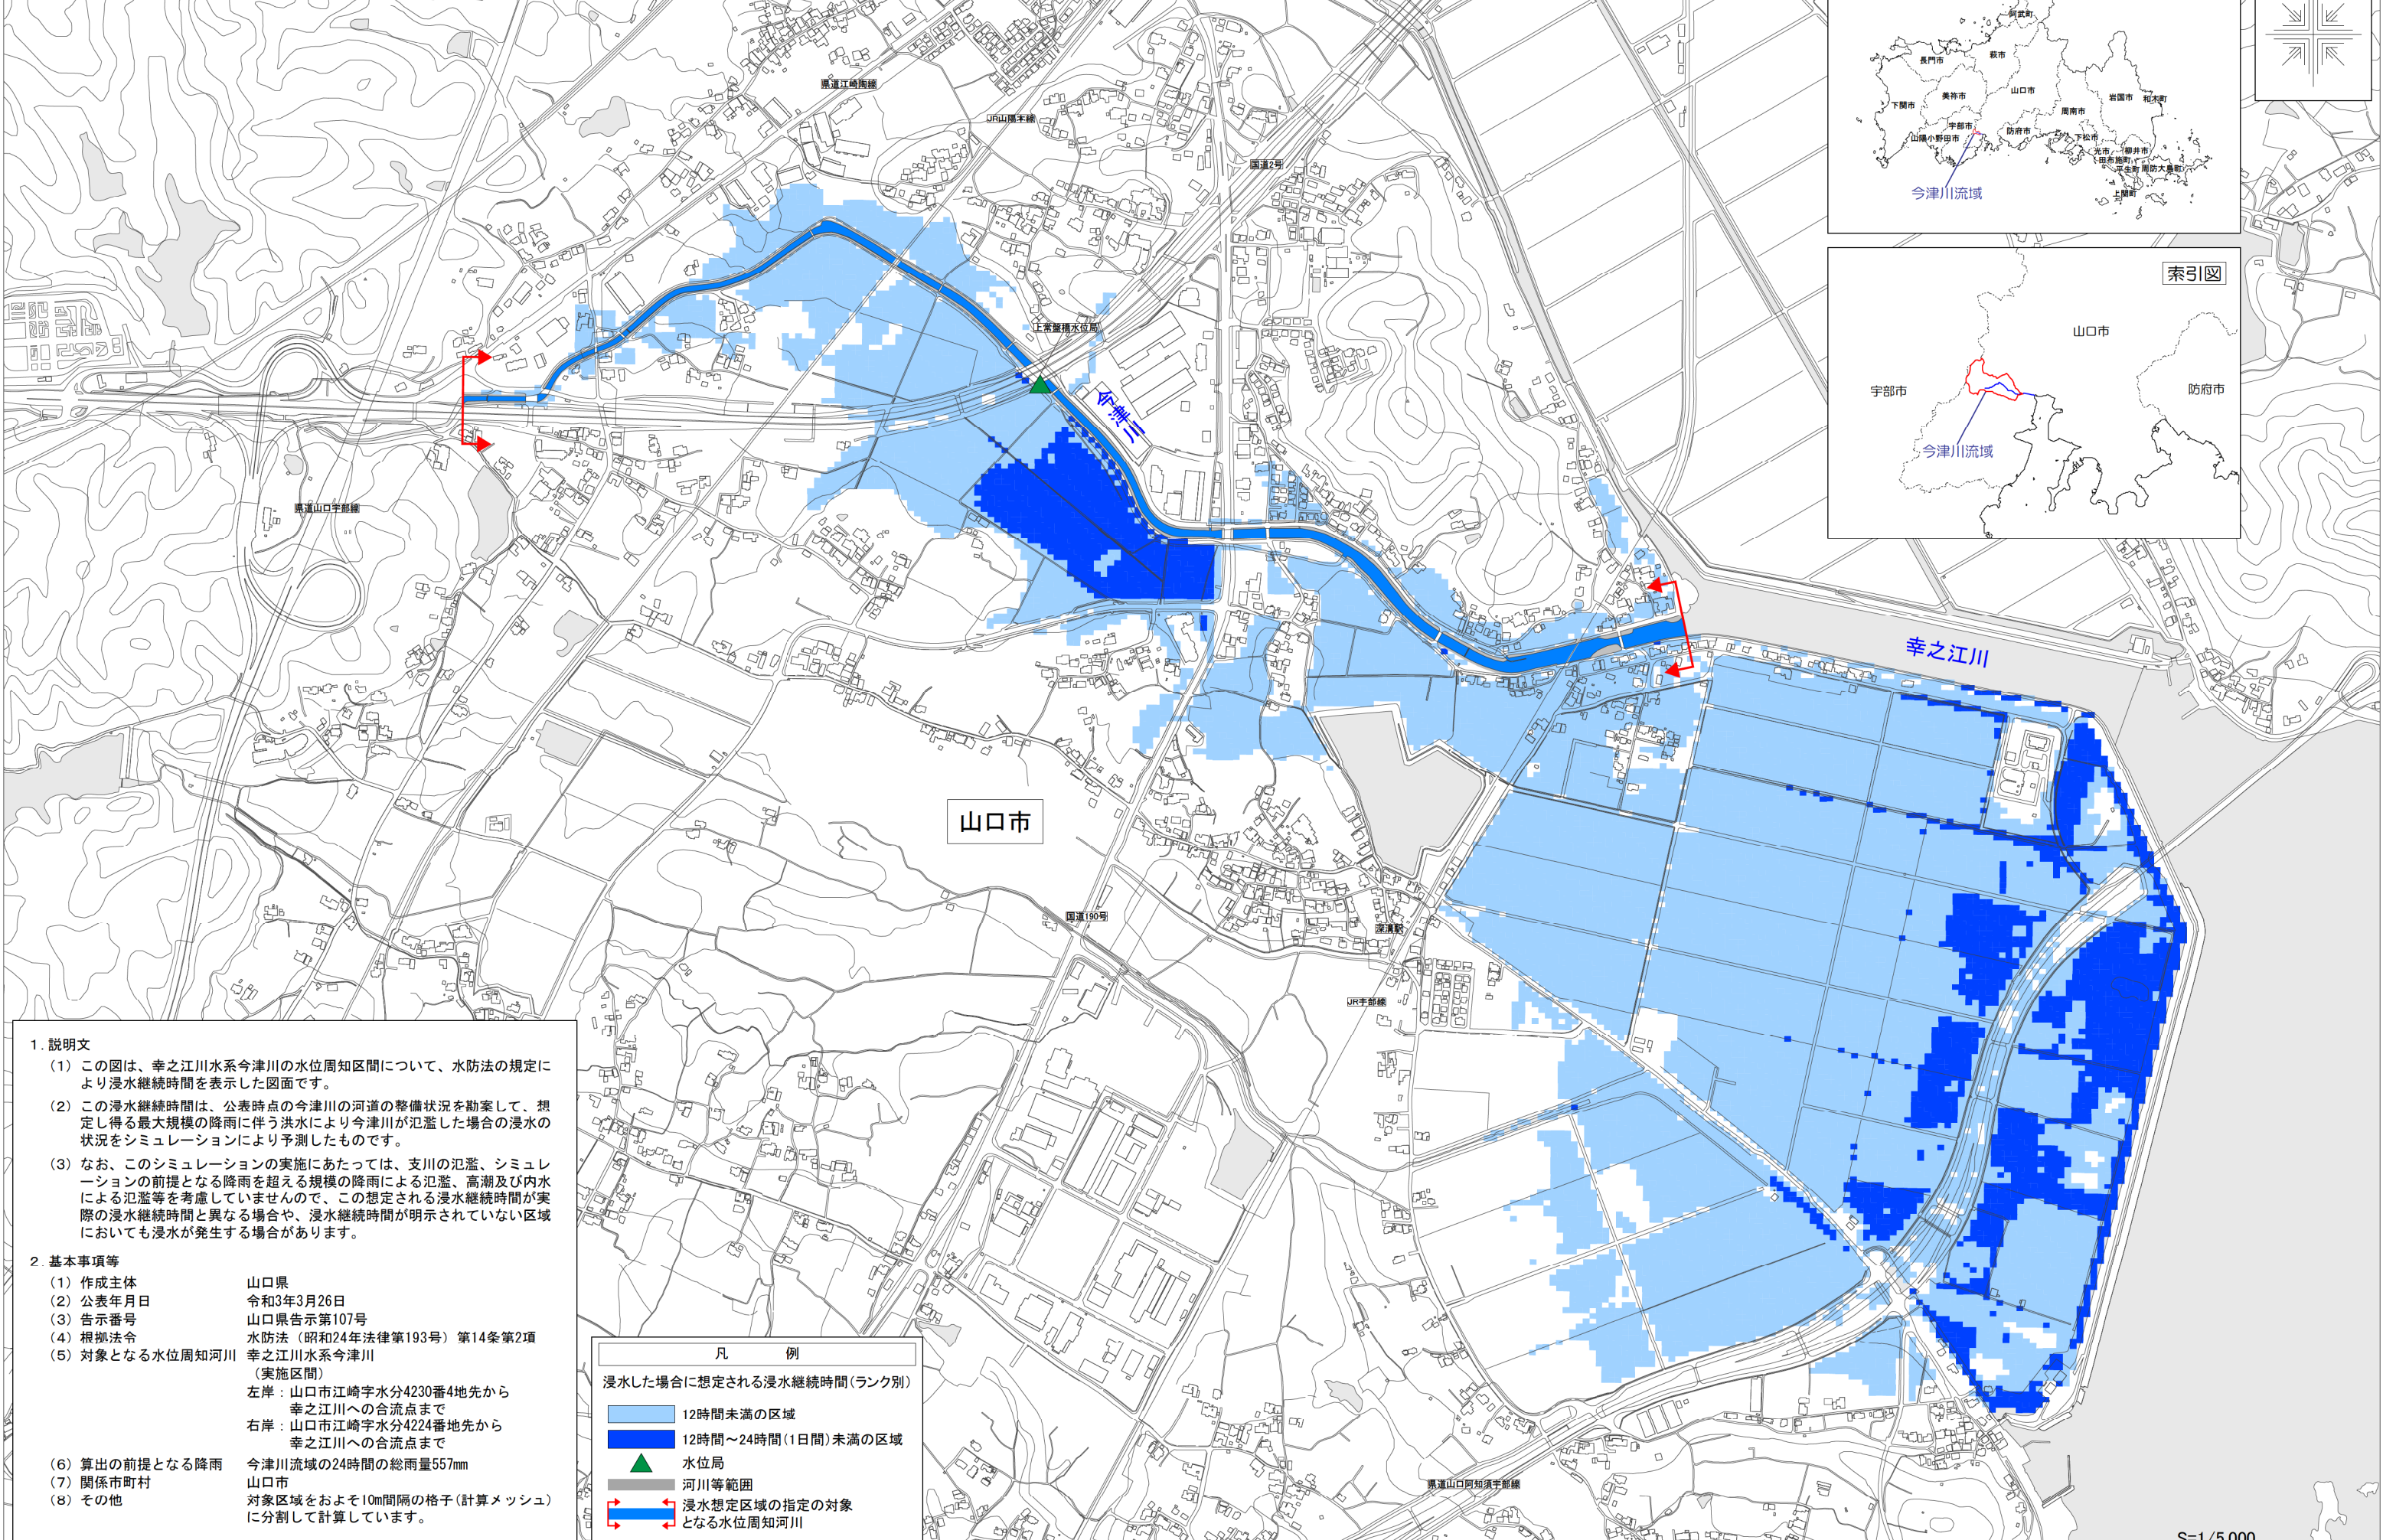 県道江崎陶線
JR山陽本線
国道2号
上常盤橋水位局
今津川
県道山口宇部線
幸之江川
山口市
国道190号
深溝駅
JR宇部線
県道山口阿知須宇部線
阿武町
萩市
長門市
美祢市
山口市
下関市
宇部市
山陽小野田市
防府市
周南市
岩国市
和木町
下松市
光市
柳井市
田布施町
平生町
周防大島町
上関町
今津川流域
索引図
山口市
宇部市
防府市
今津川流域
1. 説明文
(1) この図は、幸之江川水系今津川の水位周知区間について、水防法の規定に
より浸水継続時間を表示した図面です。
(2) この浸水継続時間は、公表時点の今津川の河道の整備状況を勘案して、想
定し得る最大規模の降雨に伴う洪水により今津川が氾濫した場合の浸水の
状況をシミュレーションにより予測したものです。
(3) なお、このシミュレーションの実施にあたっては、支川の氾濫、シミュレ
ーションの前提となる降雨を超える規模の降雨による氾濫、高潮及び内水
による氾濫等を考慮していませんので、この想定される浸水継続時間が実
際の浸水継続時間と異なる場合や、浸水継続時間が明示されていない区域
においても浸水が発生する場合があります。
2. 基本事項等
(1) 作成主体 山口県
(2) 公表年月日 令和3年3月26日
(3) 告示番号 山口県告示第107号
(4) 根拠法令 水防法（昭和24年法律第193号）第14条第2項
(5) 対象となる水位周知河川 幸之江川水系今津川
（実施区間）
左岸：山口市江崎字水分4230番4地先から
幸之江川への合流点まで
右岸：山口市江崎字水分4224番地先から
幸之江川への合流点まで
(6) 算出の前提となる降雨 今津川流域の24時間の総雨量557mm
(7) 関係市町村 山口市
(8) その他 対象区域をおよそ10m間隔の格子(計算メッシュ)
に分割して計算しています。
凡 例
浸水した場合に想定される浸水継続時間(ランク別)
12時間未満の区域
12時間～24時間(1日間)未満の区域
水位局
河川等範囲
浸水想定区域の指定の対象
となる水位周知河川
S=1/5,000